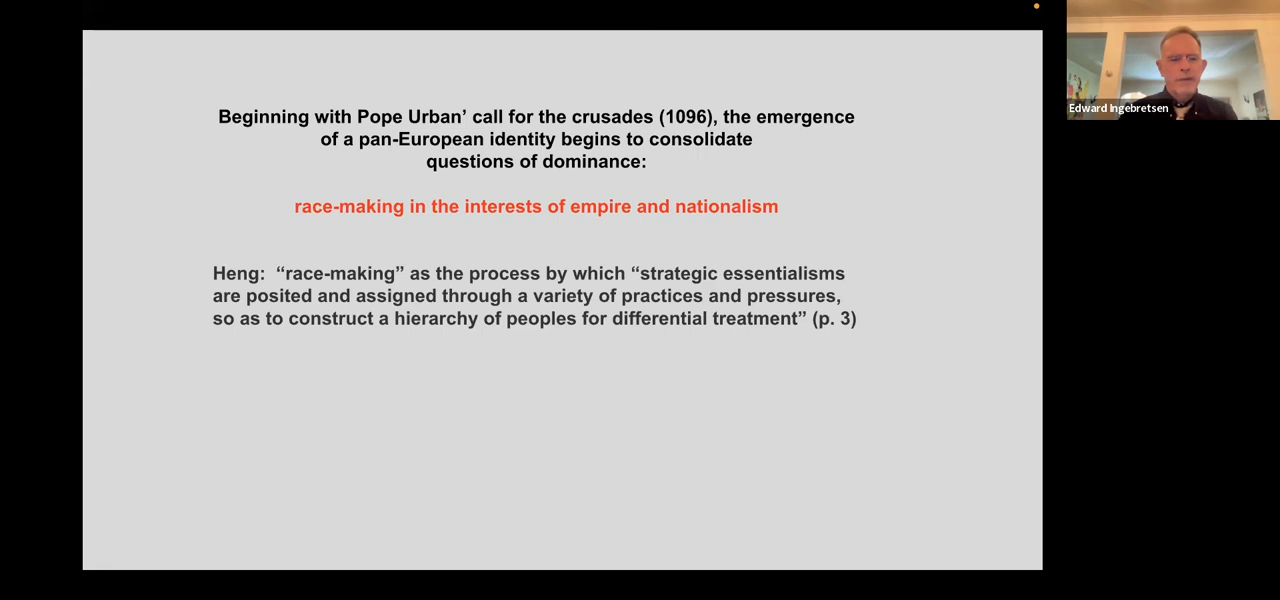 Beginning with Pope Urban’ call for the crusades (1096), the emergence
of a pan-European identity begins to consolidate
questions of dominance:
race-making in the interests of empire and nationalism
Heng:  “race-making” as the process by which “strategic essentialisms
are posited and assigned through a variety of practices and pressures,
so as to construct a hierarchy of peoples for differential treatment” (p. 3)
Edward Ingebretsen